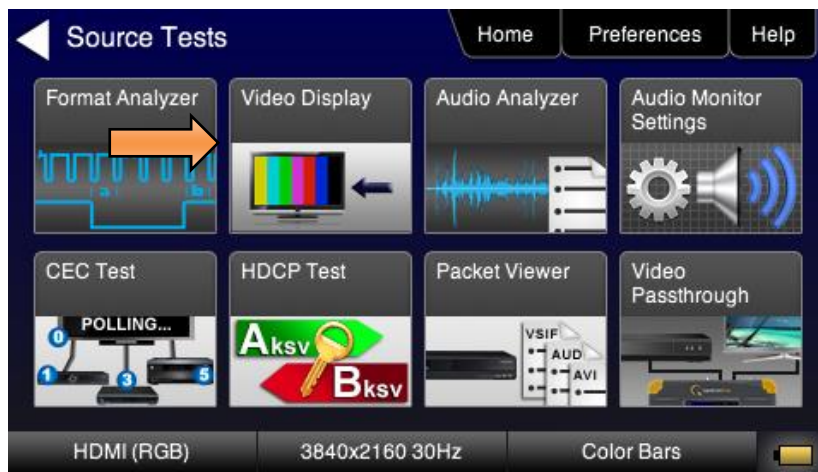 Source Tests
Home
Preferences
Help
Format Analyzer
Video Display
Audio Analyzer
Audio Monitor
Settings
a
b
CEC Test
HDCP Test
Packet Viewer
Video
Passthrough
POLLING...
0
1
3
5
Aksv
Bksv
VSIF
AUD
AVI
HDMI (RGB)
3840x2160 30Hz
Color Bars